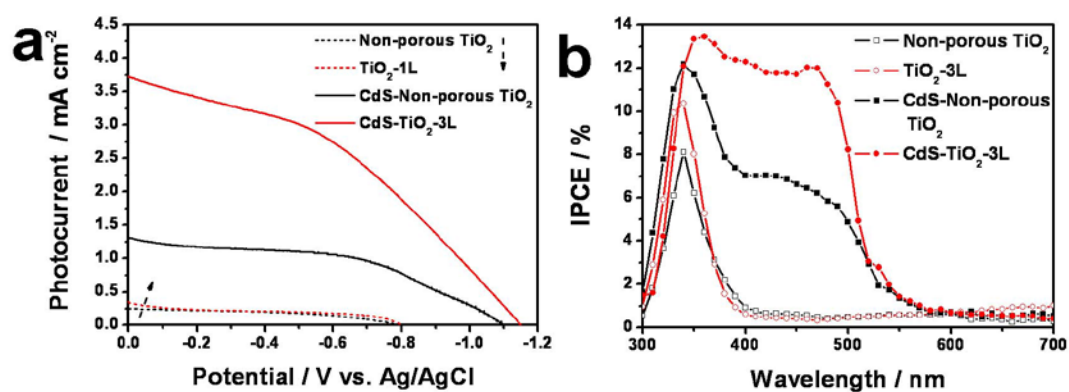 a
4.5
4.0
3.5
3.0
2.5
2.0
1.5
1.0
0.5
0.0
Photocurrent / mA cm⁻²
Non-porous TiO₂
TiO₂-1L
CdS-Non-porous TiO₂
CdS-TiO₂-3L
0.0 -0.2 -0.4 -0.6 -0.8 -1.0 -1.2
Potential / V vs. Ag/AgCl
b
14
12
10
8
6
4
2
0
IPCE / %
Non-porous TiO₂
TiO₂-3L
CdS-Non-porous
TiO₂
CdS-TiO₂-3L
300 400 500 600 700
Wavelength / nm